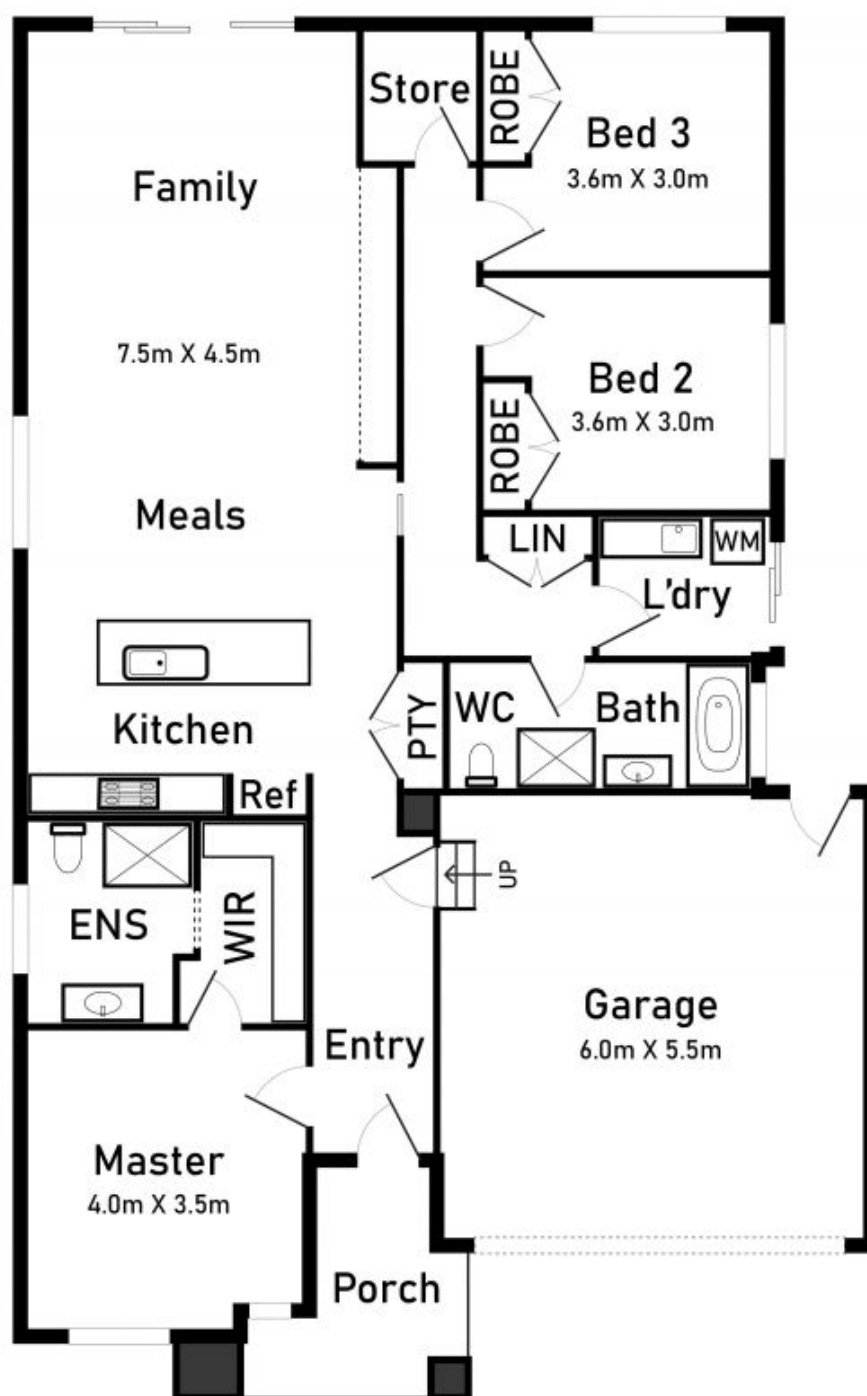 Store
ROBE
Bed 3
3.6m X 3.0m
Family
7.5m X 4.5m
Bed 2
3.6m X 3.0m
ROBE
Meals
LIN
WM
L'dry
Kitchen
PTY
WC
Bath
Ref
UP
ENS
WIR
Garage
6.0m X 5.5m
Entry
Master
4.0m X 3.5m
Porch